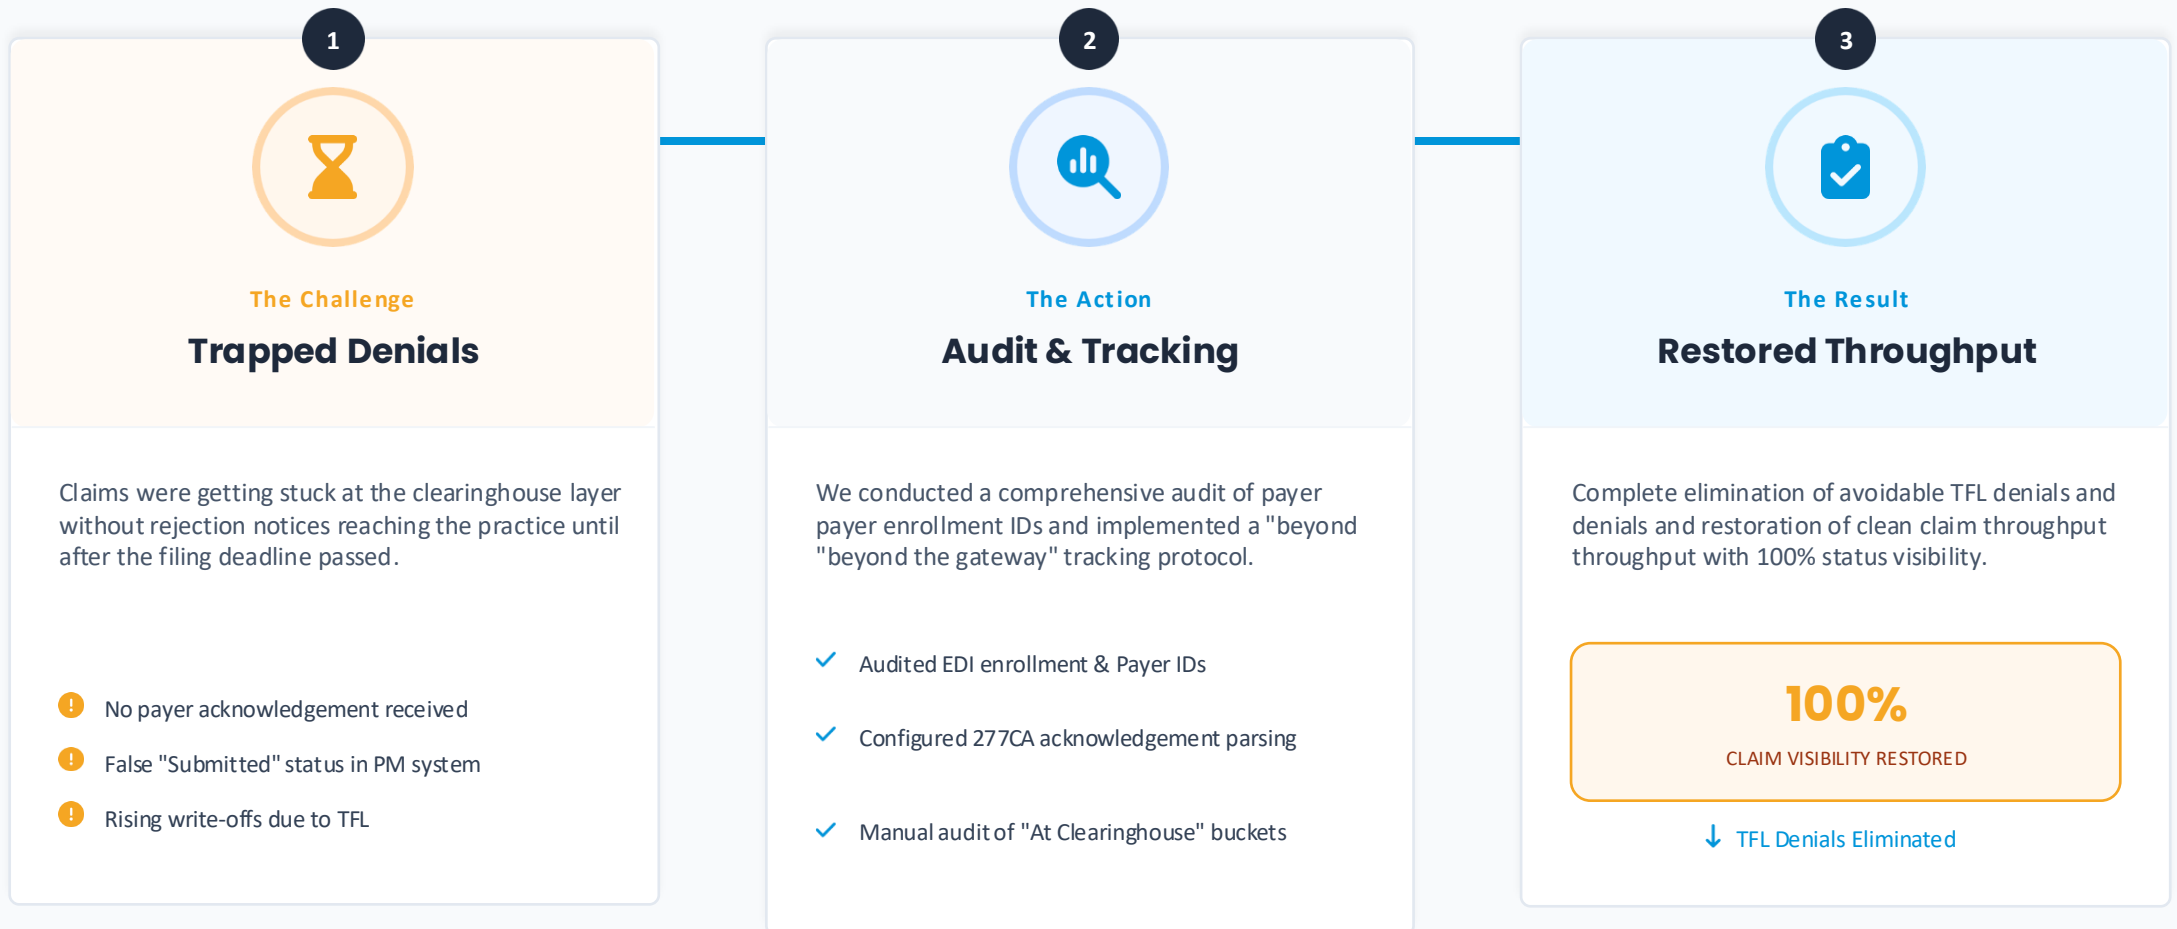 1
The Challenge
Trapped Denials
Claims were getting stuck at the clearinghouse layer
without rejection notices reaching the practice until
after the filing deadline passed.
No payer acknowledgement received
False "Submitted" status in PM system
Rising write-offs due to TFL
2
The Action
Audit & Tracking
We conducted a comprehensive audit of payer
payer enrollment IDs and implemented a "beyond
"beyond the gateway" tracking protocol.
Audited EDI enrollment & Payer IDs
Configured 277CA acknowledgement parsing
Manual audit of "At Clearinghouse" buckets
3
The Result
Restored Throughput
Complete elimination of avoidable TFL denials and
denials and restoration of clean claim throughput
throughput with 100% status visibility.
100%
CLAIM VISIBILITY RESTORED
TFL Denials Eliminated